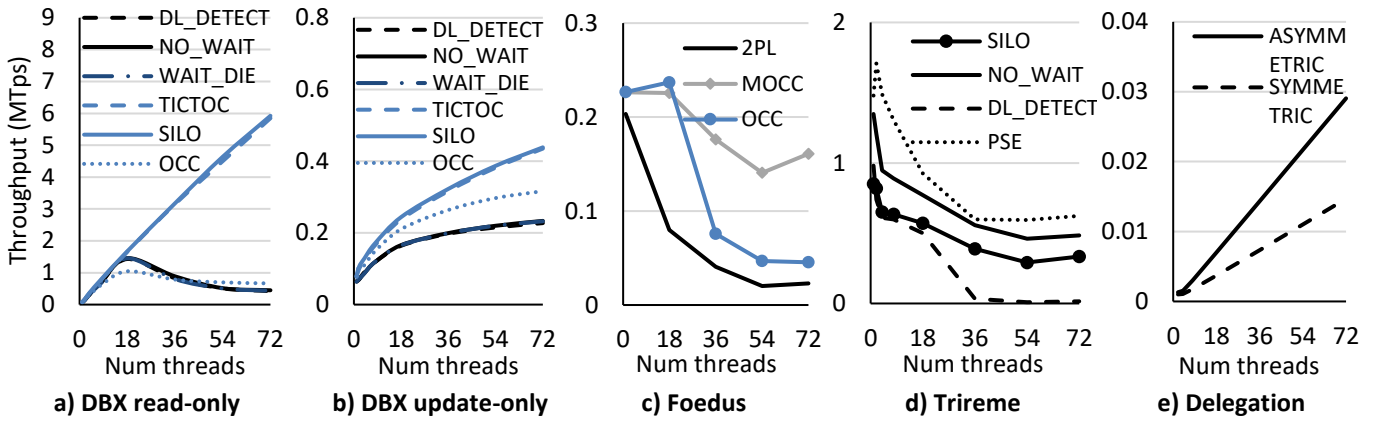 Throughput (MTps)
9
8
7
6
5
4
3
2
1
0
DL_DETECT
NO_WAIT
WAIT_DIE
TICTOC
SILO
OCC
0 18 36 54 72
Num threads
a) DBX read-only
0.8
0.6
0.4
0.2
0
DL_DETECT
NO_WAIT
WAIT_DIE
TICTOC
SILO
OCC
0 18 36 54 72
Num threads
b) DBX update-only
0.3
0.2
0.1
0
2PL
MOCC
OCC
0 18 36 54 72
Num threads
c) Foedus
2
1
0
SILO
NO_WAIT
DL_DETECT
PSE
0 18 36 54 72
Num threads
d) Trireme
0.04
0.03
0.02
0.01
0
ASYMM
ETRIC
SYMME
TRIC
0 18 36 54 72
Num threads
e) Delegation